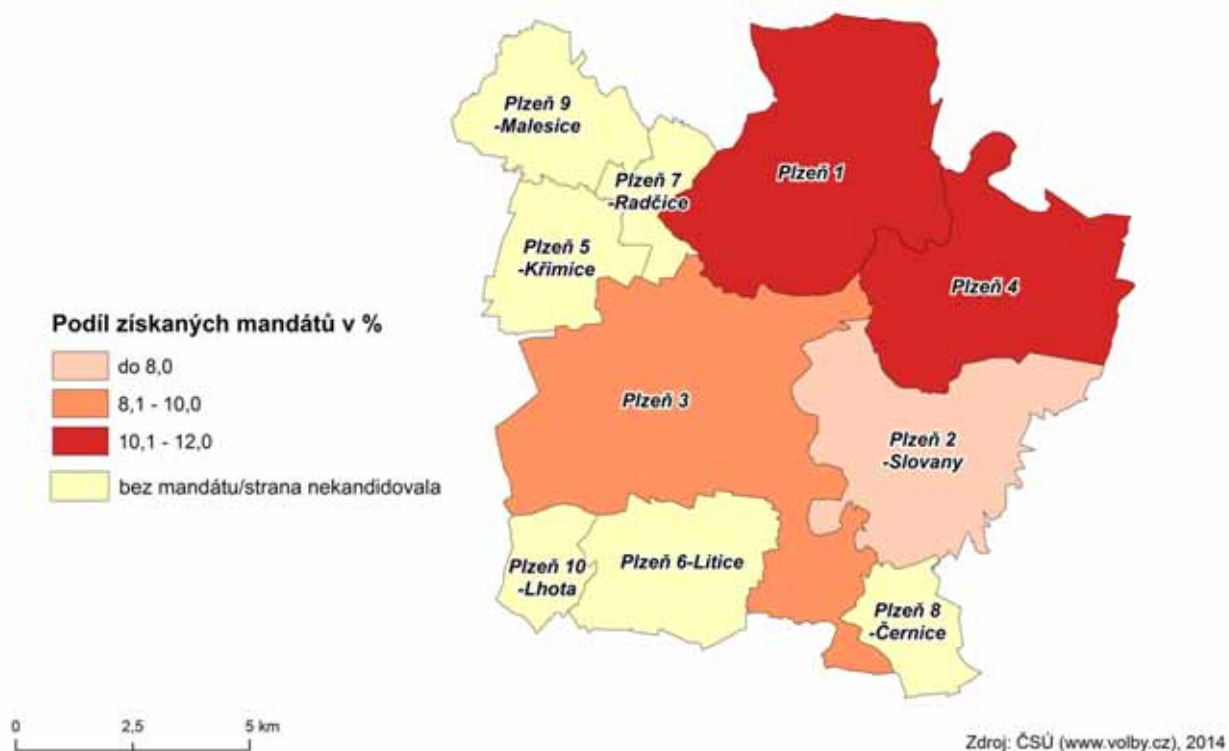 Plzeň 9
-Malesice
Plzeň 7
-Radčice
Plzeň 1
Plzeň 5
-Křimice
Plzeň 4
Podíl získaných mandátů v %
do 8,0
8,1 - 10,0
10,1 - 12,0
bez mandátu/strana nekandidovala
Plzeň 3
Plzeň 2
-Slovany
Plzeň 10
-Lhota
Plzeň 6-Litice
Plzeň 8
-Černice
0 2,5 5 km
Zdroj: ČSÚ (www.volby.cz), 2014